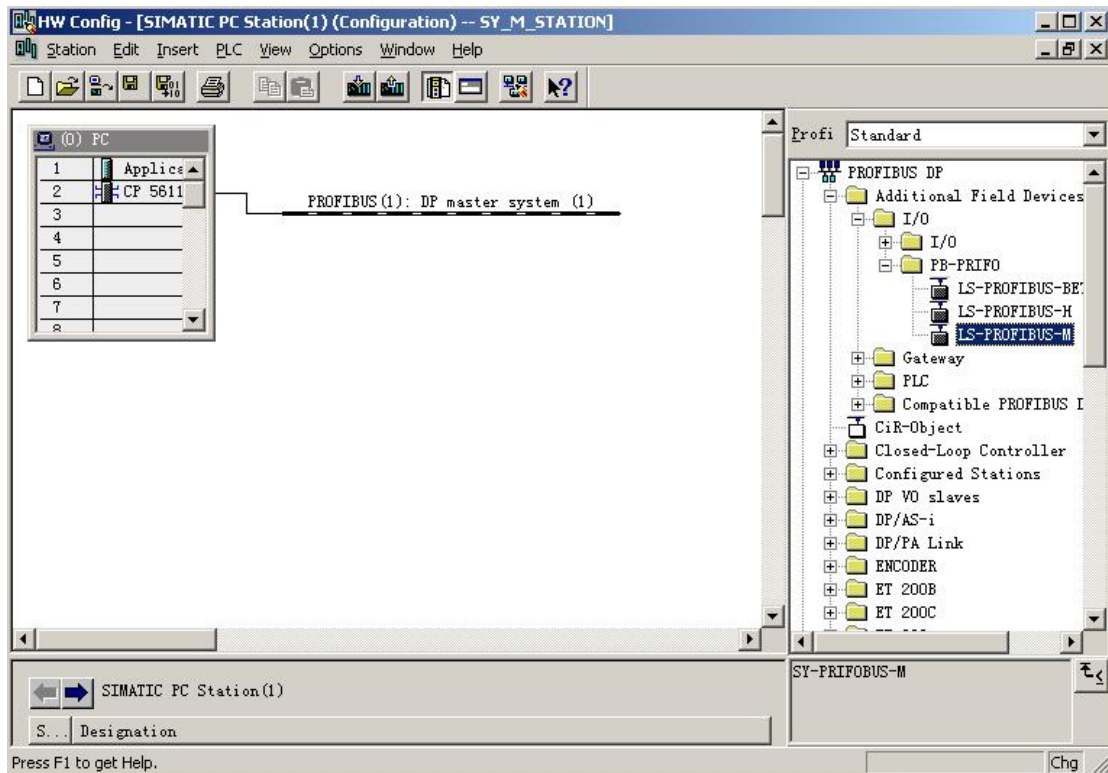 HW Config - [SIMATIC PC Station(1) (Configuration) -- SY_M_STATION]
Station Edit Insert PLC View Options Window Help
(0) PC
1 Applica
2 CP 5611
3
4
5
6
7
8
PROFIBUS(1): DP master system (1)
Profi Standard
PROFIBUS DP
Additional Field Devices
I/O
I/O
PB-PRIFO
LS-PROFIBUS-BE
LS-PROFIBUS-H
LS-PROFIBUS-M
Gateway
PLC
Compatible PROFIBUS
CiR-Object
Closed-Loop Controller
Configured Stations
DP V0 slaves
DP/AS-i
DP/PA Link
ENCODER
ET 200B
ET 200C
SIMATIC PC Station(1)
S... Designation
SY-PRIFOBUS-M
Press F1 to get Help.
Chg